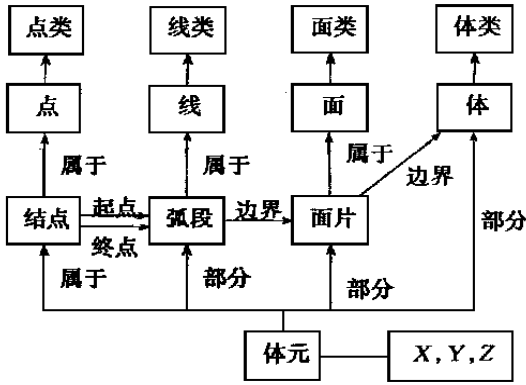 点类
线类
面类
体类
点
线
面
体
属于
属于
属于
边界
结点
起点
终点
弧段
边界
面片
部分
属于
部分
部分
体元
X, Y, Z